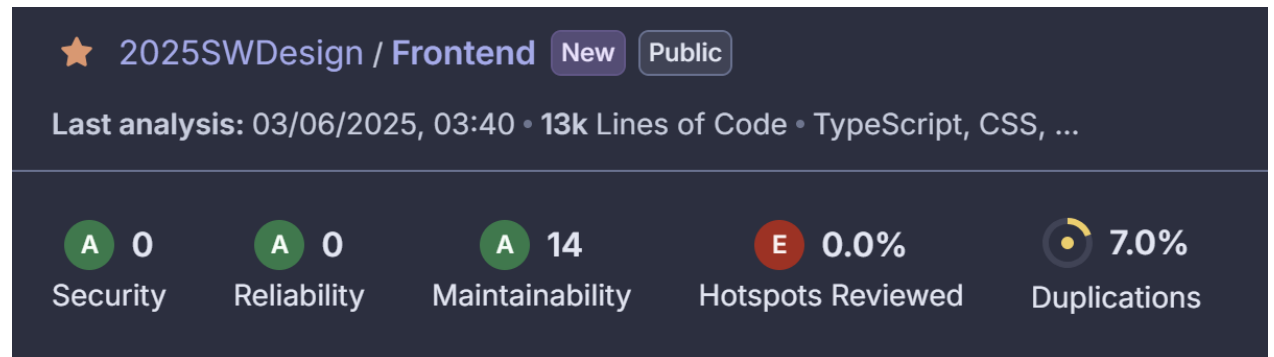 2025SWDesign / Frontend New Public
Last analysis: 03/06/2025, 03:40 • 13k Lines of Code • TypeScript, CSS, ...
A 0 A 0 A 14 E 0.0% 7.0%
Security Reliability Maintainability Hotspots Reviewed Duplications